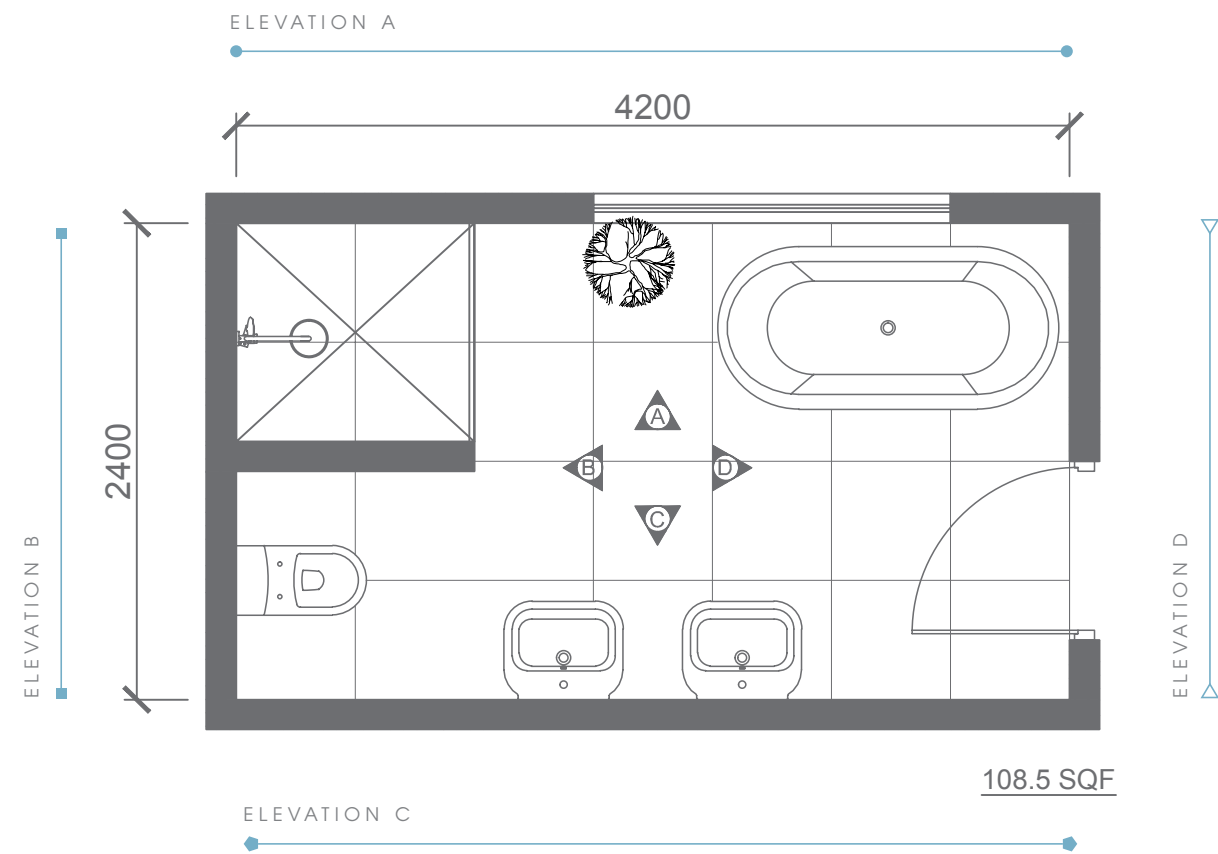 ELEVATION A
4200
2400
ELEVATION B
A
B
D
C
ELEVATION D
108.5 SQF
ELEVATION C